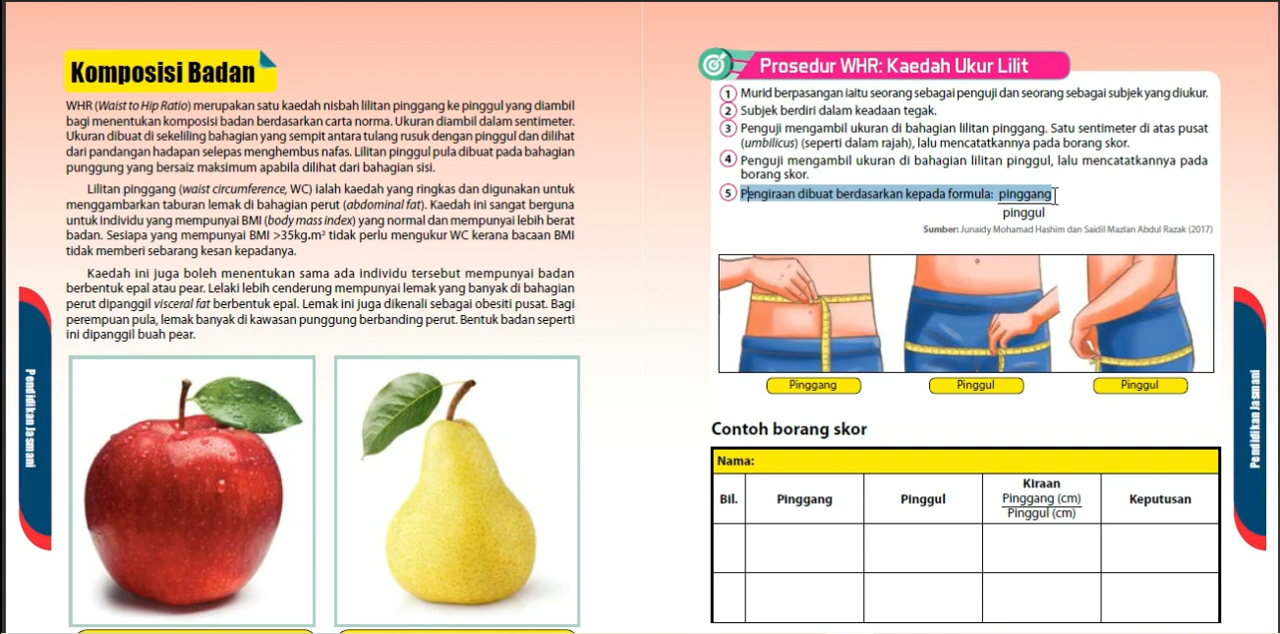 Komposisi Badan
WHR (Waist to Hip Ratio) merupakan satu kaedah nisbah lilitan pinggang ke pinggul yang diambil
bagi menentukan komposisi badan berdasarkan carta norma. Ukuran diambil dalam sentimeter.
Ukuran dibuat di sekeliling bahagian yang sempit antara tulang rusuk dengan pinggul dan dilihat
dari pandangan hadapan selepas menghembus nafas. Lilitan pinggul pula dibuat pada bahagian
punggung yang bersaiz maksimum apabila dilihat dari bahagian sisi.
Lilitan pinggang (waist circumference, WC) ialah kaedah yang ringkas dan digunakan untuk
menggambarkan taburan lemak di bahagian perut (abdominal fat). Kaedah ini sangat berguna
untuk individu yang mempunyai BMI (body mass index) yang normal dan mempunyai lebih berat
badan. Sesiapa yang mempunyai BMI >35kg.m² tidak perlu mengukur WC kerana bacaan BMI
tidak memberi sebarang kesan kepadanya.
Kaedah ini juga boleh menentukan sama ada individu tersebut mempunyai badan
berbentuk epal atau pear. Lelaki lebih cenderung mempunyai lemak yang banyak di bahagian
perut dipanggil visceral fat berbentuk epal. Lemak ini juga dikenali sebagai obesiti pusat. Bagi
perempuan pula, lemak banyak di kawasan punggung berbanding perut. Bentuk badan seperti
ini dipanggil buah pear.
Pendidikan Jasmani
Prosedur WHR: Kaedah Ukur Lilit
1 Murid berpasangan iaitu seorang sebagai penguji dan seorang sebagai subjek yang diukur.
2 Subjek berdiri dalam keadaan tegak.
3 Penguji mengambil ukuran di bahagian lilitan pinggang. Satu sentimeter di atas pusat
(umbilicus) (seperti dalam rajah), lalu mencatatkannya pada borang skor.
4 Penguji mengambil ukuran di bahagian lilitan pinggul, lalu mencatatkannya pada
borang skor.
5 Pengiraan dibuat berdasarkan kepada formula: pinggang
pinggul
Sumber: Junaidy Mohamad Hashim dan Saidil Mazlan Abdul Razak (2017)
Pinggang
Pinggul
Pinggul
Contoh borang skor
Nama:
Bil.
Pinggang
Pinggul
Kiraan
Pinggang (cm)
Pinggul (cm)
Keputusan
Pendidikan Jasmani